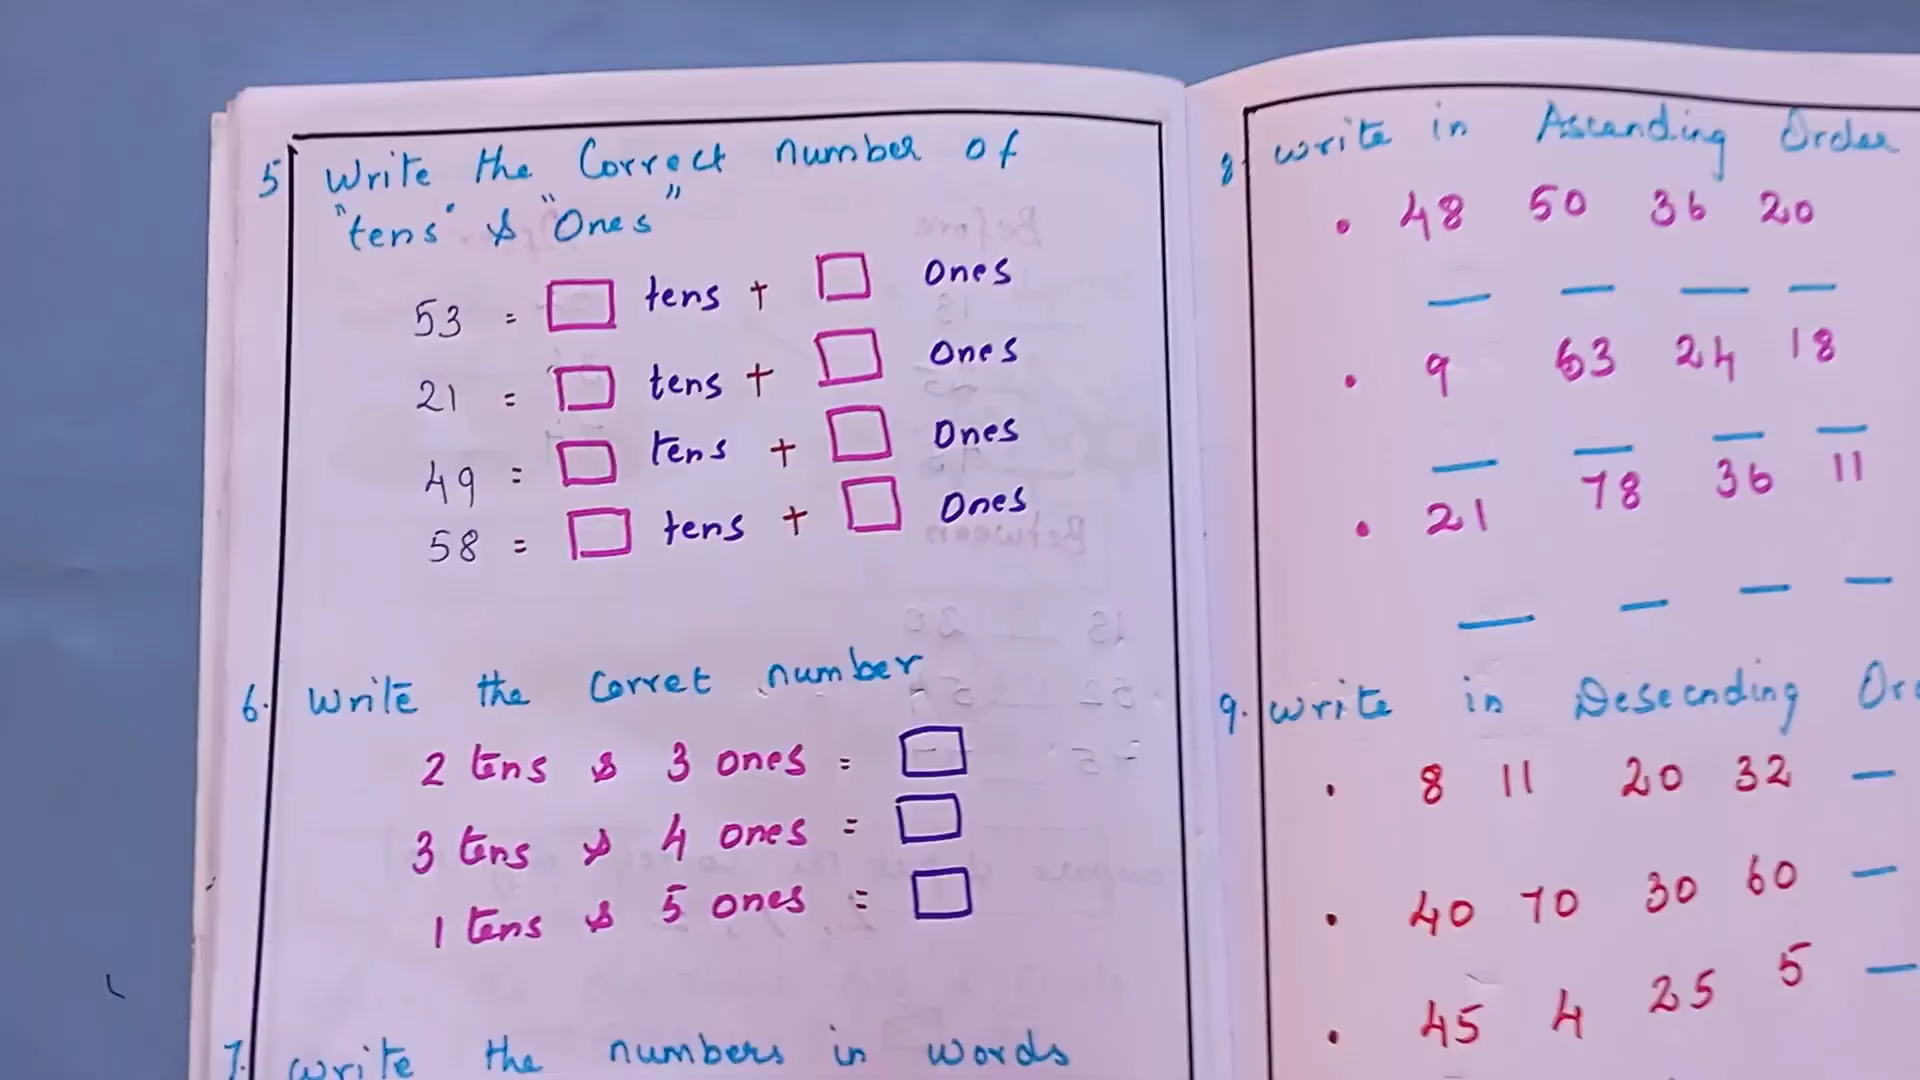 5 Write the Correct number of
"tens" & "Ones"
53 = tens + Ones
21 = tens + Ones
49 = tens + Ones
58 = tens + Ones
6. Write the Corret number
2 tens & 3 ones =
3 tens & 4 ones =
1 tens & 5 ones =
7. Write the numbers in words
8 Write in Ascending Order
• 48 50 36 20
• 9 63 24 18
• 21 78 36 11
9. Write in Desecnding
• 8 11 20 32
• 40 70 30 60
• 45 4 25 5